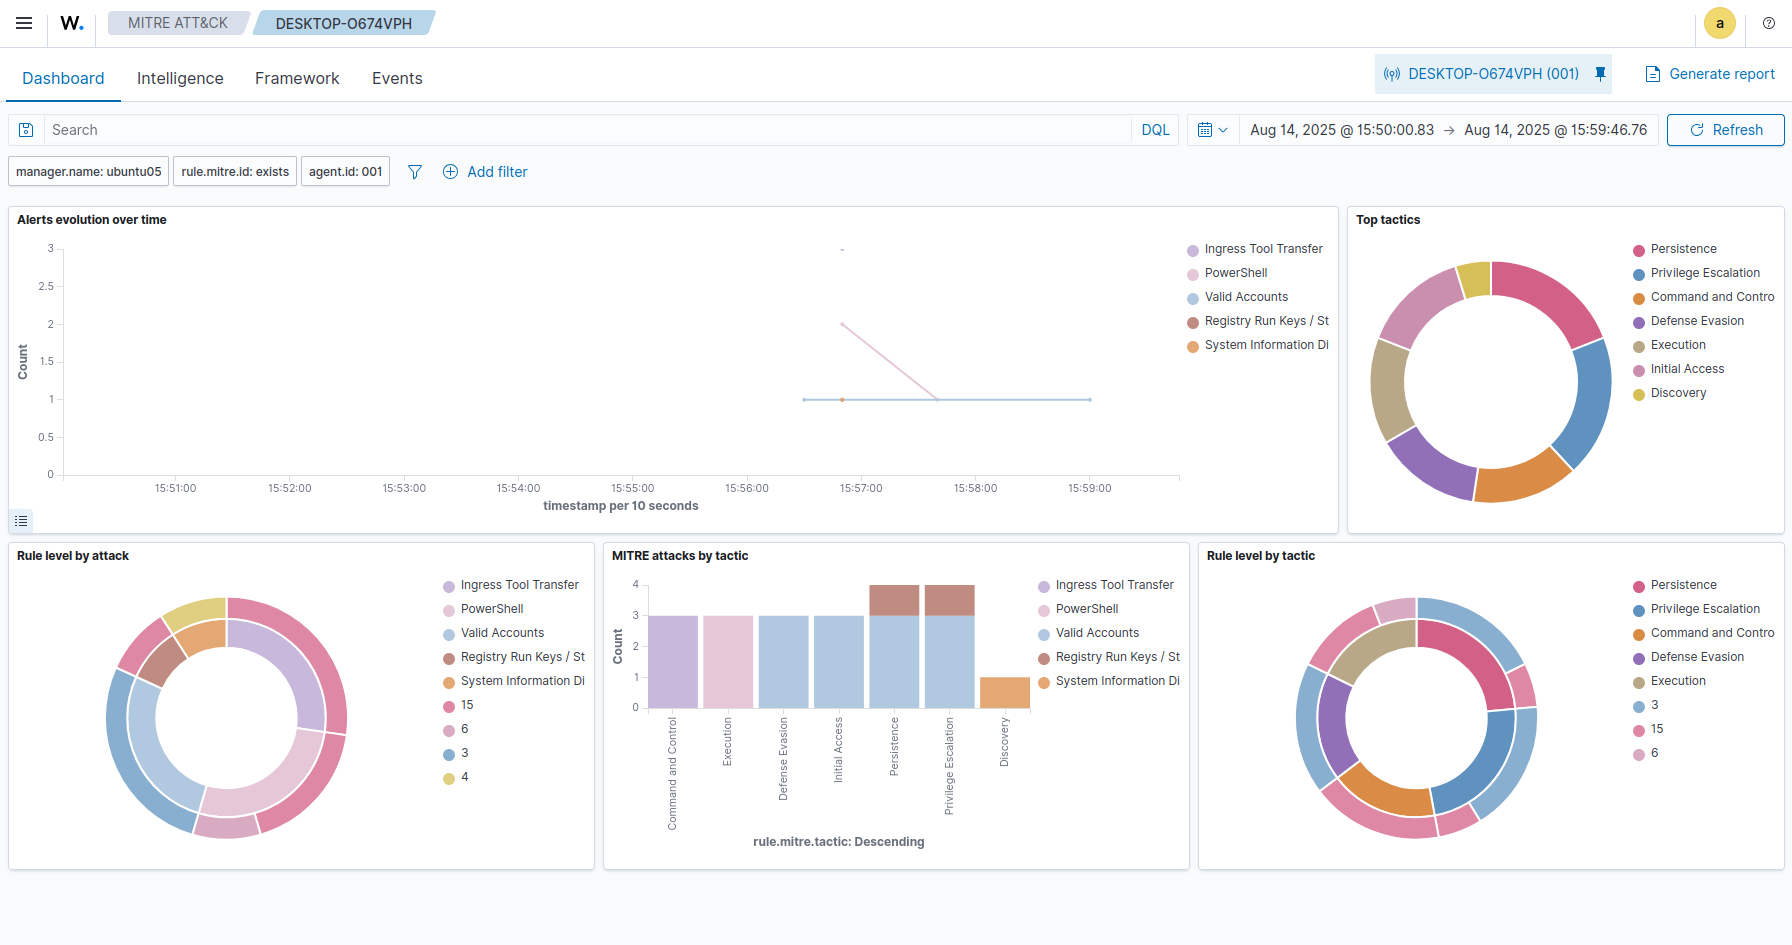 W.
MITRE ATT&CK
DESKTOP-O674VPH
a
Dashboard
Intelligence
Framework
Events
DESKTOP-O674VPH (001)
Generate report
Search
DQL
Aug 14, 2025 @ 15:50:00.83 → Aug 14, 2025 @ 15:59:46.76
Refresh
manager.name: ubuntu05
rule.mitre.id: exists
agent.id: 001
Add filter
Alerts evolution over time
3
2.5
2
1.5
1
0.5
0
Count
15:51:00
15:52:00
15:53:00
15:54:00
15:55:00
15:56:00
15:57:00
15:58:00
15:59:00
timestamp per 10 seconds
Ingress Tool Transfer
PowerShell
Valid Accounts
Registry Run Keys / St
System Information Di
Top tactics
Persistence
Privilege Escalation
Command and Contro
Defense Evasion
Execution
Initial Access
Discovery
Rule level by attack
Ingress Tool Transfer
PowerShell
Valid Accounts
Registry Run Keys / St
System Information Di
15
6
3
4
MITRE attacks by tactic
4
3
2
1
0
Count
Command and Control
Execution
Defense Evasion
Initial Access
Persistence
Privilege Escalation
Discovery
rule.mitre.tactic: Descending
Ingress Tool Transfer
PowerShell
Valid Accounts
Registry Run Keys / St
System Information Di
Rule level by tactic
Persistence
Privilege Escalation
Command and Contro
Defense Evasion
Execution
3
15
6